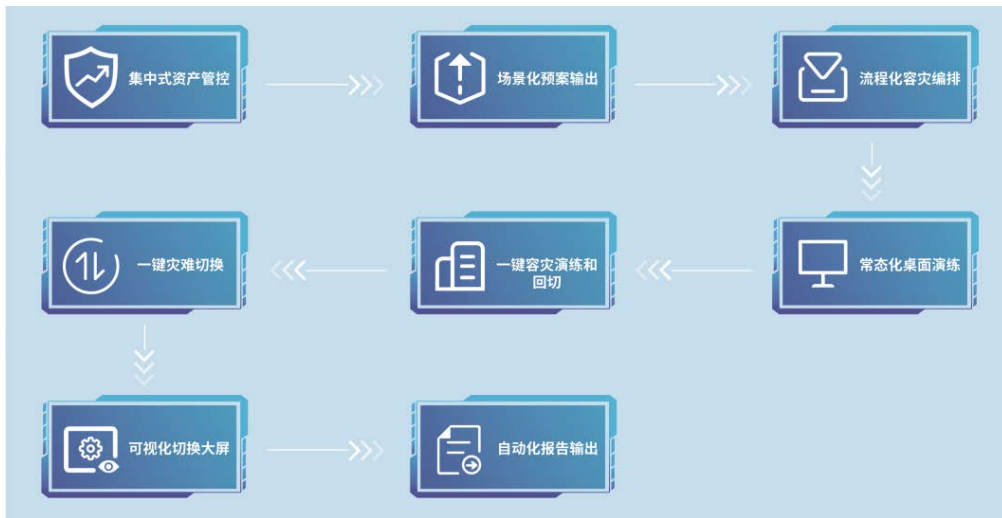 集中式资产管控
场景化预案输出
流程化容灾编排
常态化桌面演练
一键容灾演练和
回切
一键灾难切换
可视化切换大屏
自动化报告输出